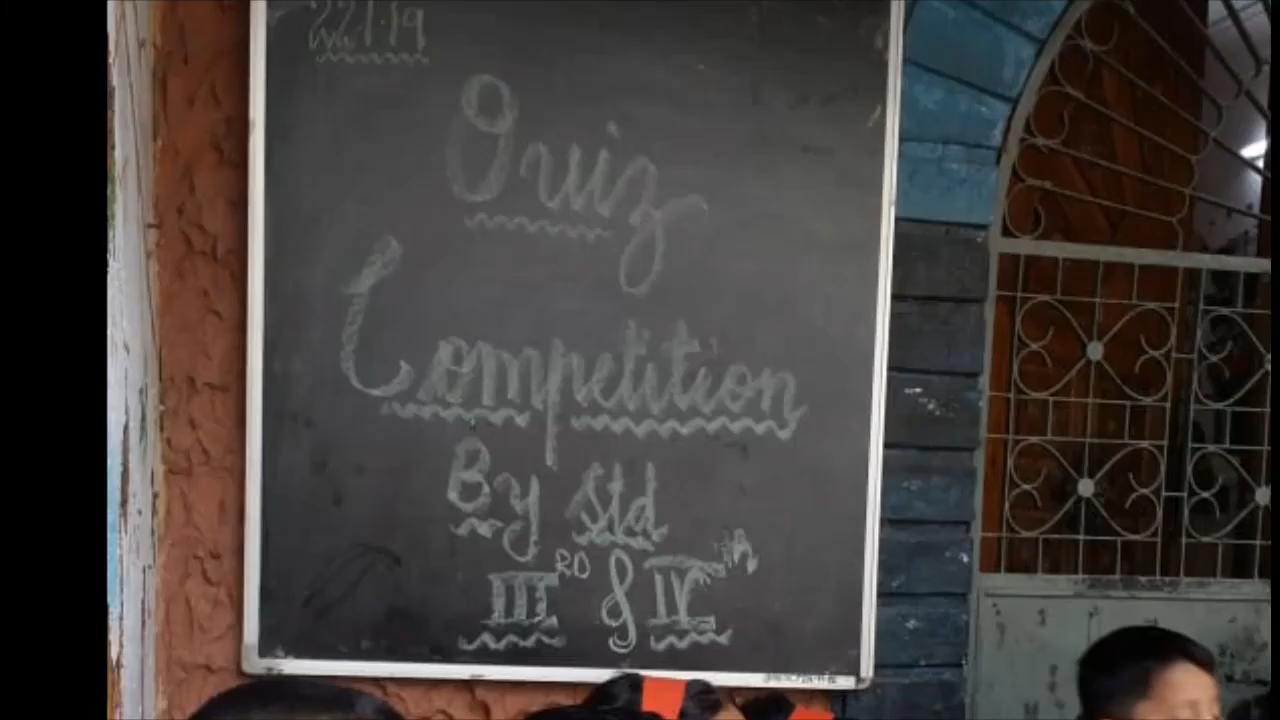 22.1.19
Quiz
Competition
By Std
III RD & IV th